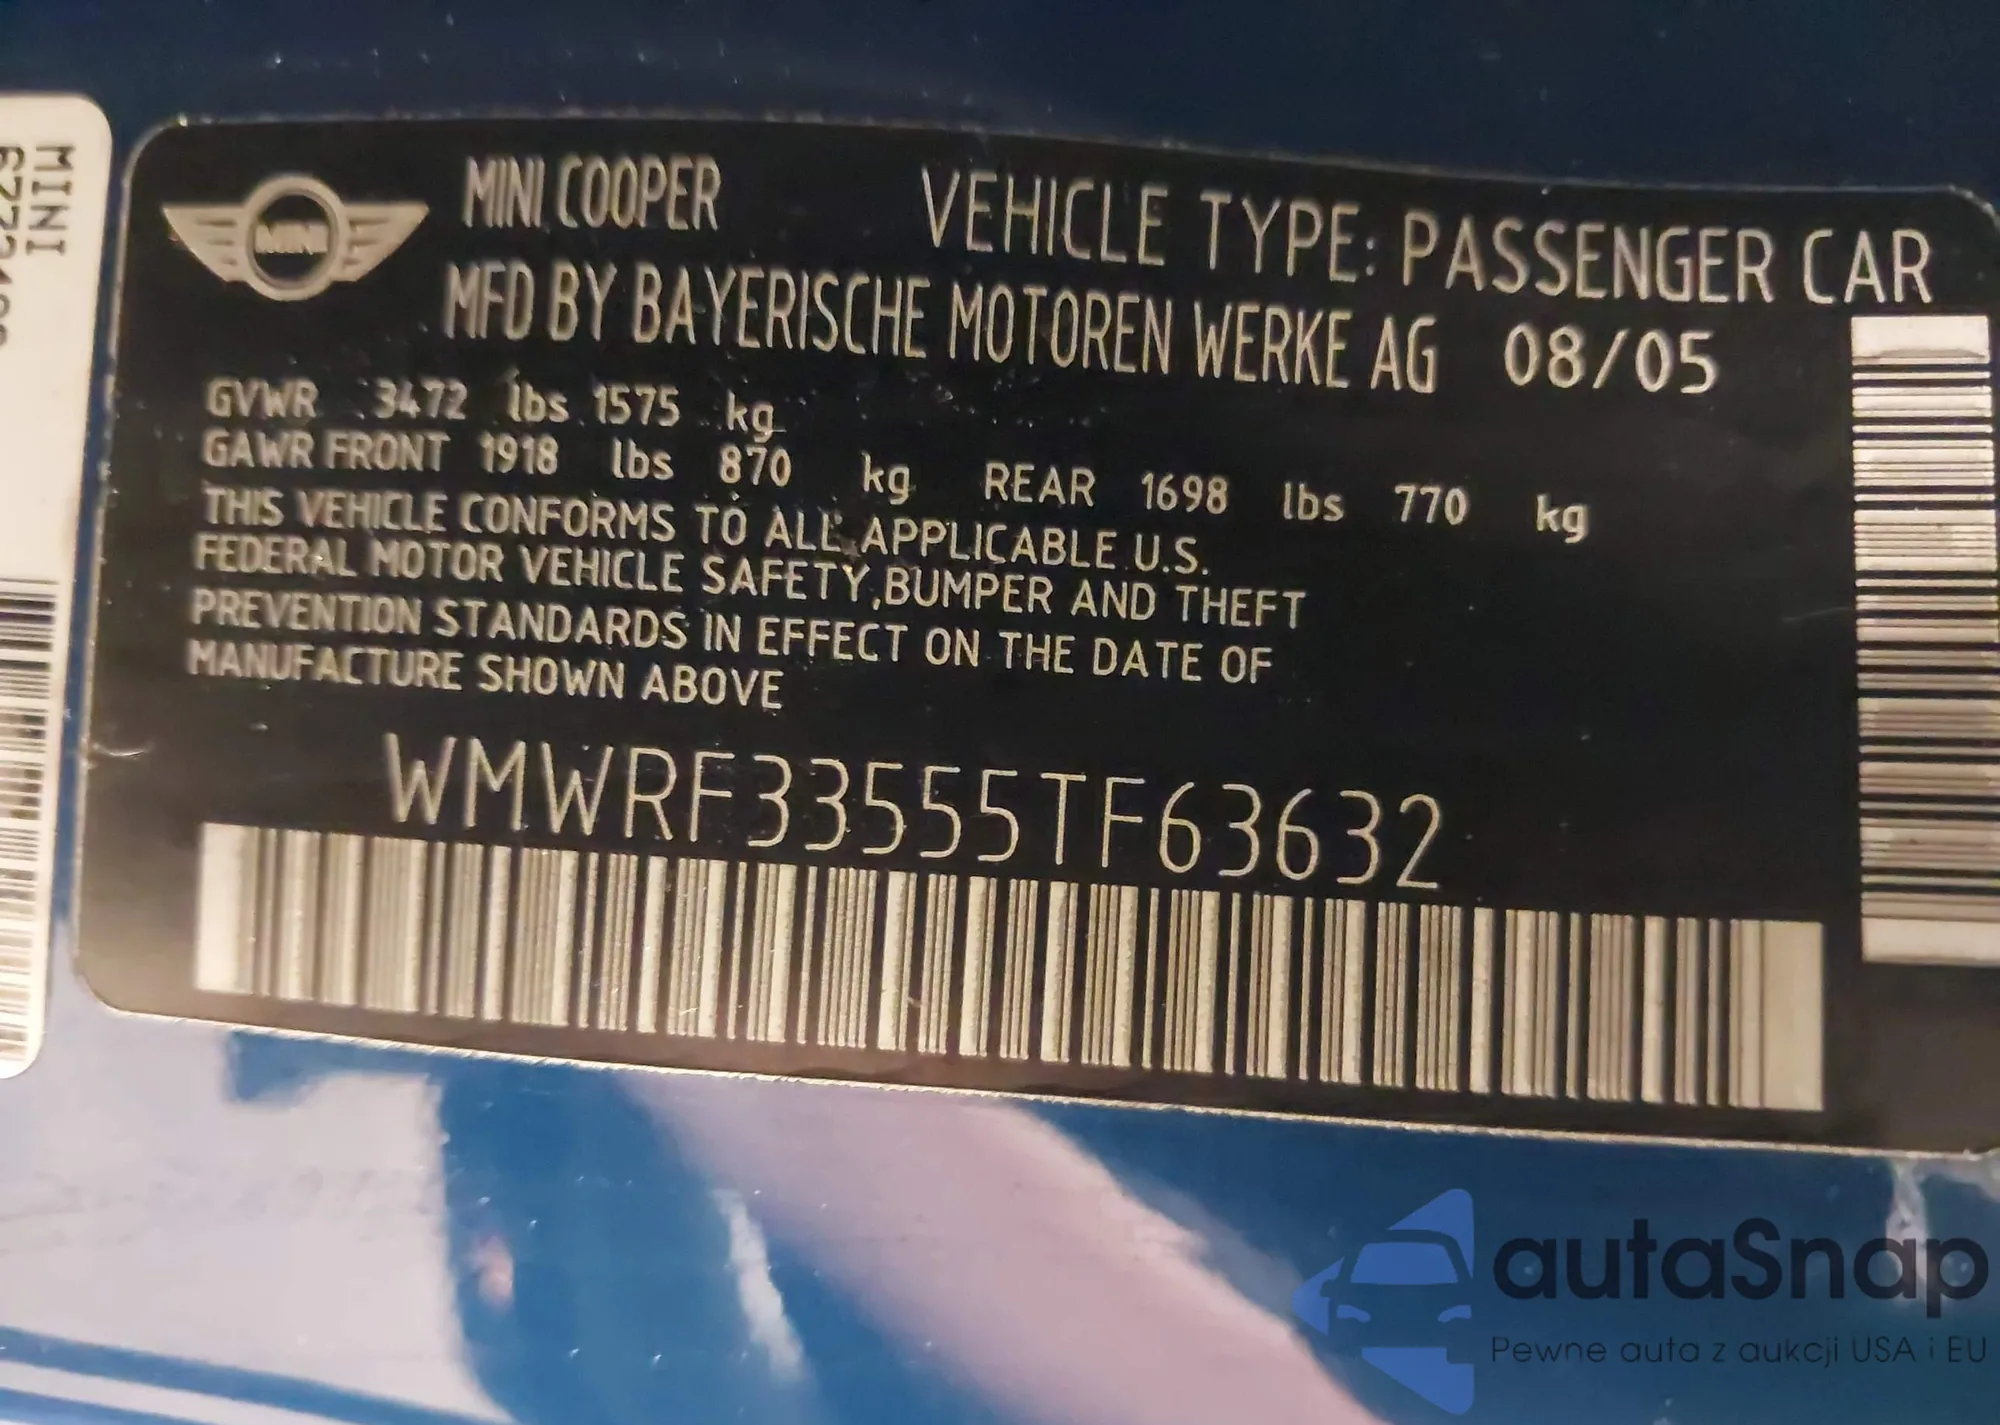 MINI
MINI COOPER
VEHICLE TYPE: PASSENGER CAR
MFD BY BAYERISCHE MOTOREN WERKE AG 08/05
GVWR 3472 lbs 1575 kg
GAWR FRONT 1918 lbs 870 kg REAR 1698 lbs 770 kg
THIS VEHICLE CONFORMS TO ALL APPLICABLE U.S.
FEDERAL MOTOR VEHICLE SAFETY,BUMPER AND THEFT
PREVENTION STANDARDS IN EFFECT ON THE DATE OF
MANUFACTURE SHOWN ABOVE
WMWRF33555TF63632
MINI
autaSnap
Pewne auta z aukcji USA i EU